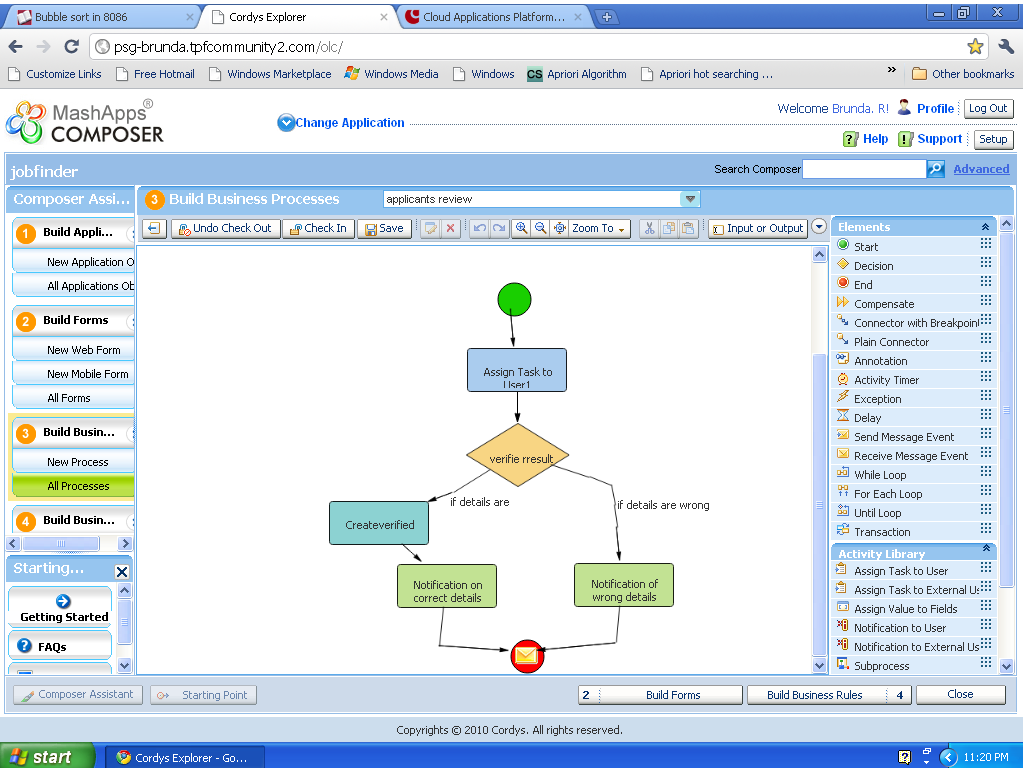 Bubble sort in 8086
Cordys Explorer
Cloud Applications Platform...
psg-brunda.tpfcommunity2.com/olc/
Customize Links
Free Hotmail
Windows Marketplace
Windows Media
Windows
CS Apriori Algorithm
Apriori hot searching ...
»
Other bookmarks
MashApps®
COMPOSER
Change Application
Welcome Brunda. R!
Profile
Log Out
Help
Support
Setup
jobfinder
Search Composer
Advanced
Composer Assi...
3 Build Business Processes
applicants review
1 Build Appli...
New Application O
All Applications Ob
2 Build Forms
New Web Form
New Mobile Form
All Forms
3 Build Busin...
New Process
All Processes
4 Build Busin...
Starting...
Getting Started
FAQs
Undo Check Out
Check In
Save
Zoom To
Input or Output
Assign Task to
User1
verifie rresult
if details are
if details are wrong
Createverified
Notification on
correct details
Notification of
wrong details
Elements
Start
Decision
End
Compensate
Connector with Breakpoint
Plain Connector
Annotation
Activity Timer
Exception
Delay
Send Message Event
Receive Message Event
While Loop
For Each Loop
Until Loop
Transaction
Activity Library
Assign Task to User
Assign Task to External Us
Assign Value to Fields
Notification to User
Notification to External Us
Subprocess
Composer Assistant
Starting Point
2 Build Forms
Build Business Rules 4
Close
Copyrights © 2010 Cordys. All rights reserved.
start
Cordys Explorer - Go...
11:20 PM